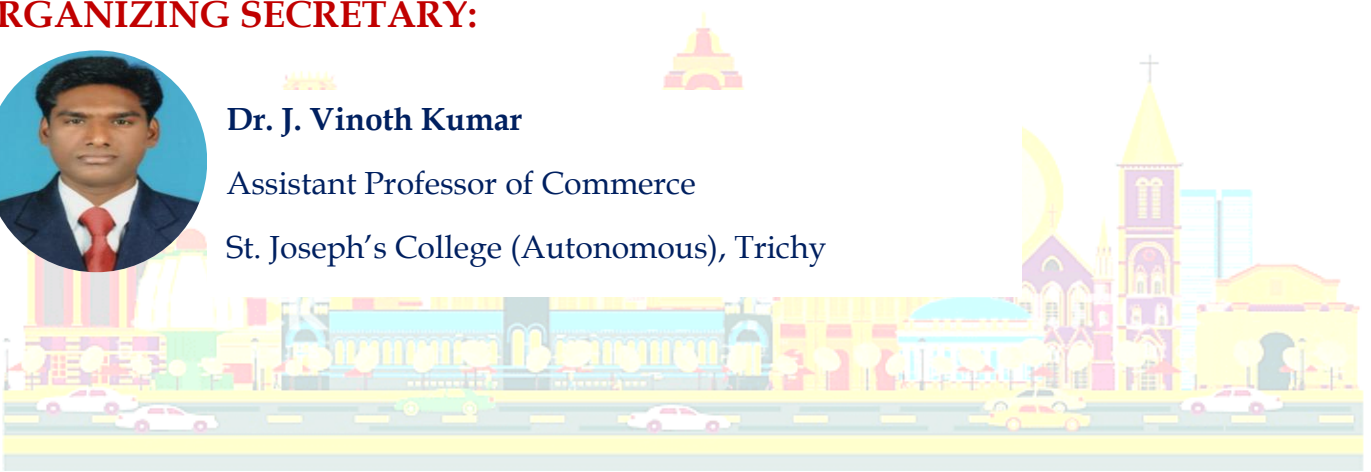 RGANIZING SECRETARY:
Dr. J. Vinoth Kumar
Assistant Professor of Commerce
St. Joseph’s College (Autonomous), Trichy